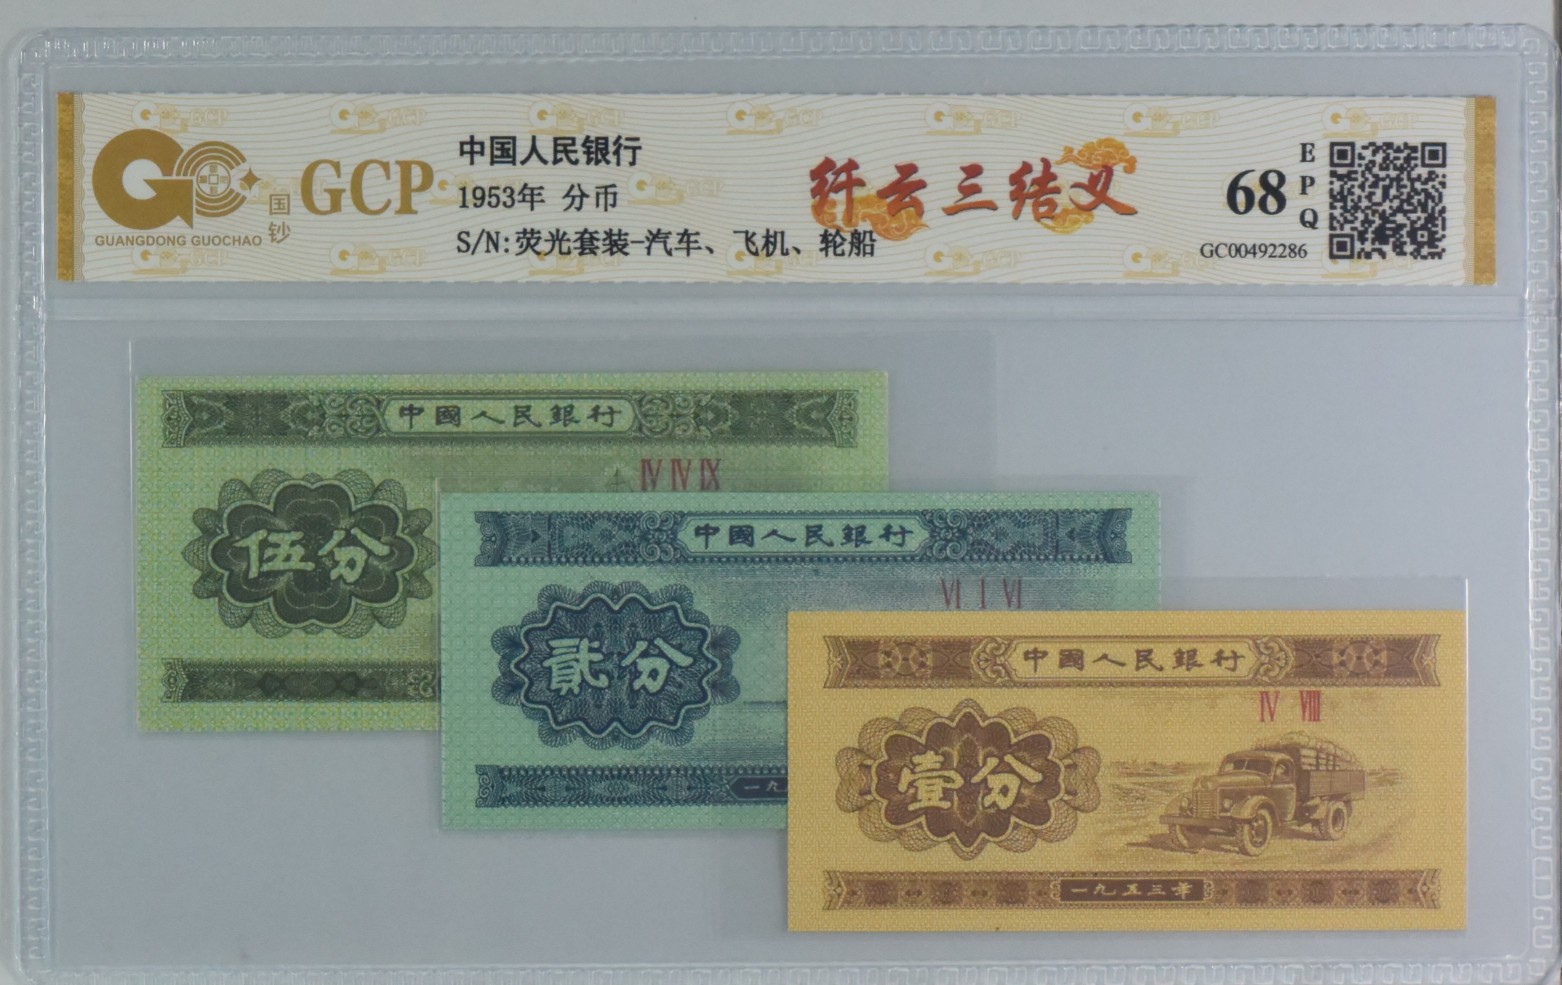 GUANGDONG GUOCHAO
国钞
GCP
中国人民银行
1953年 分币
S/N:荧光套装-汽车、飞机、轮船
纤云三结义
68
EPQ
GC00492286
中國人民銀行
IV IV IX
伍分
中國人民銀行
VI I VI
貳分
一九
中國人民銀行
IV VIII
壹分
一九五三年